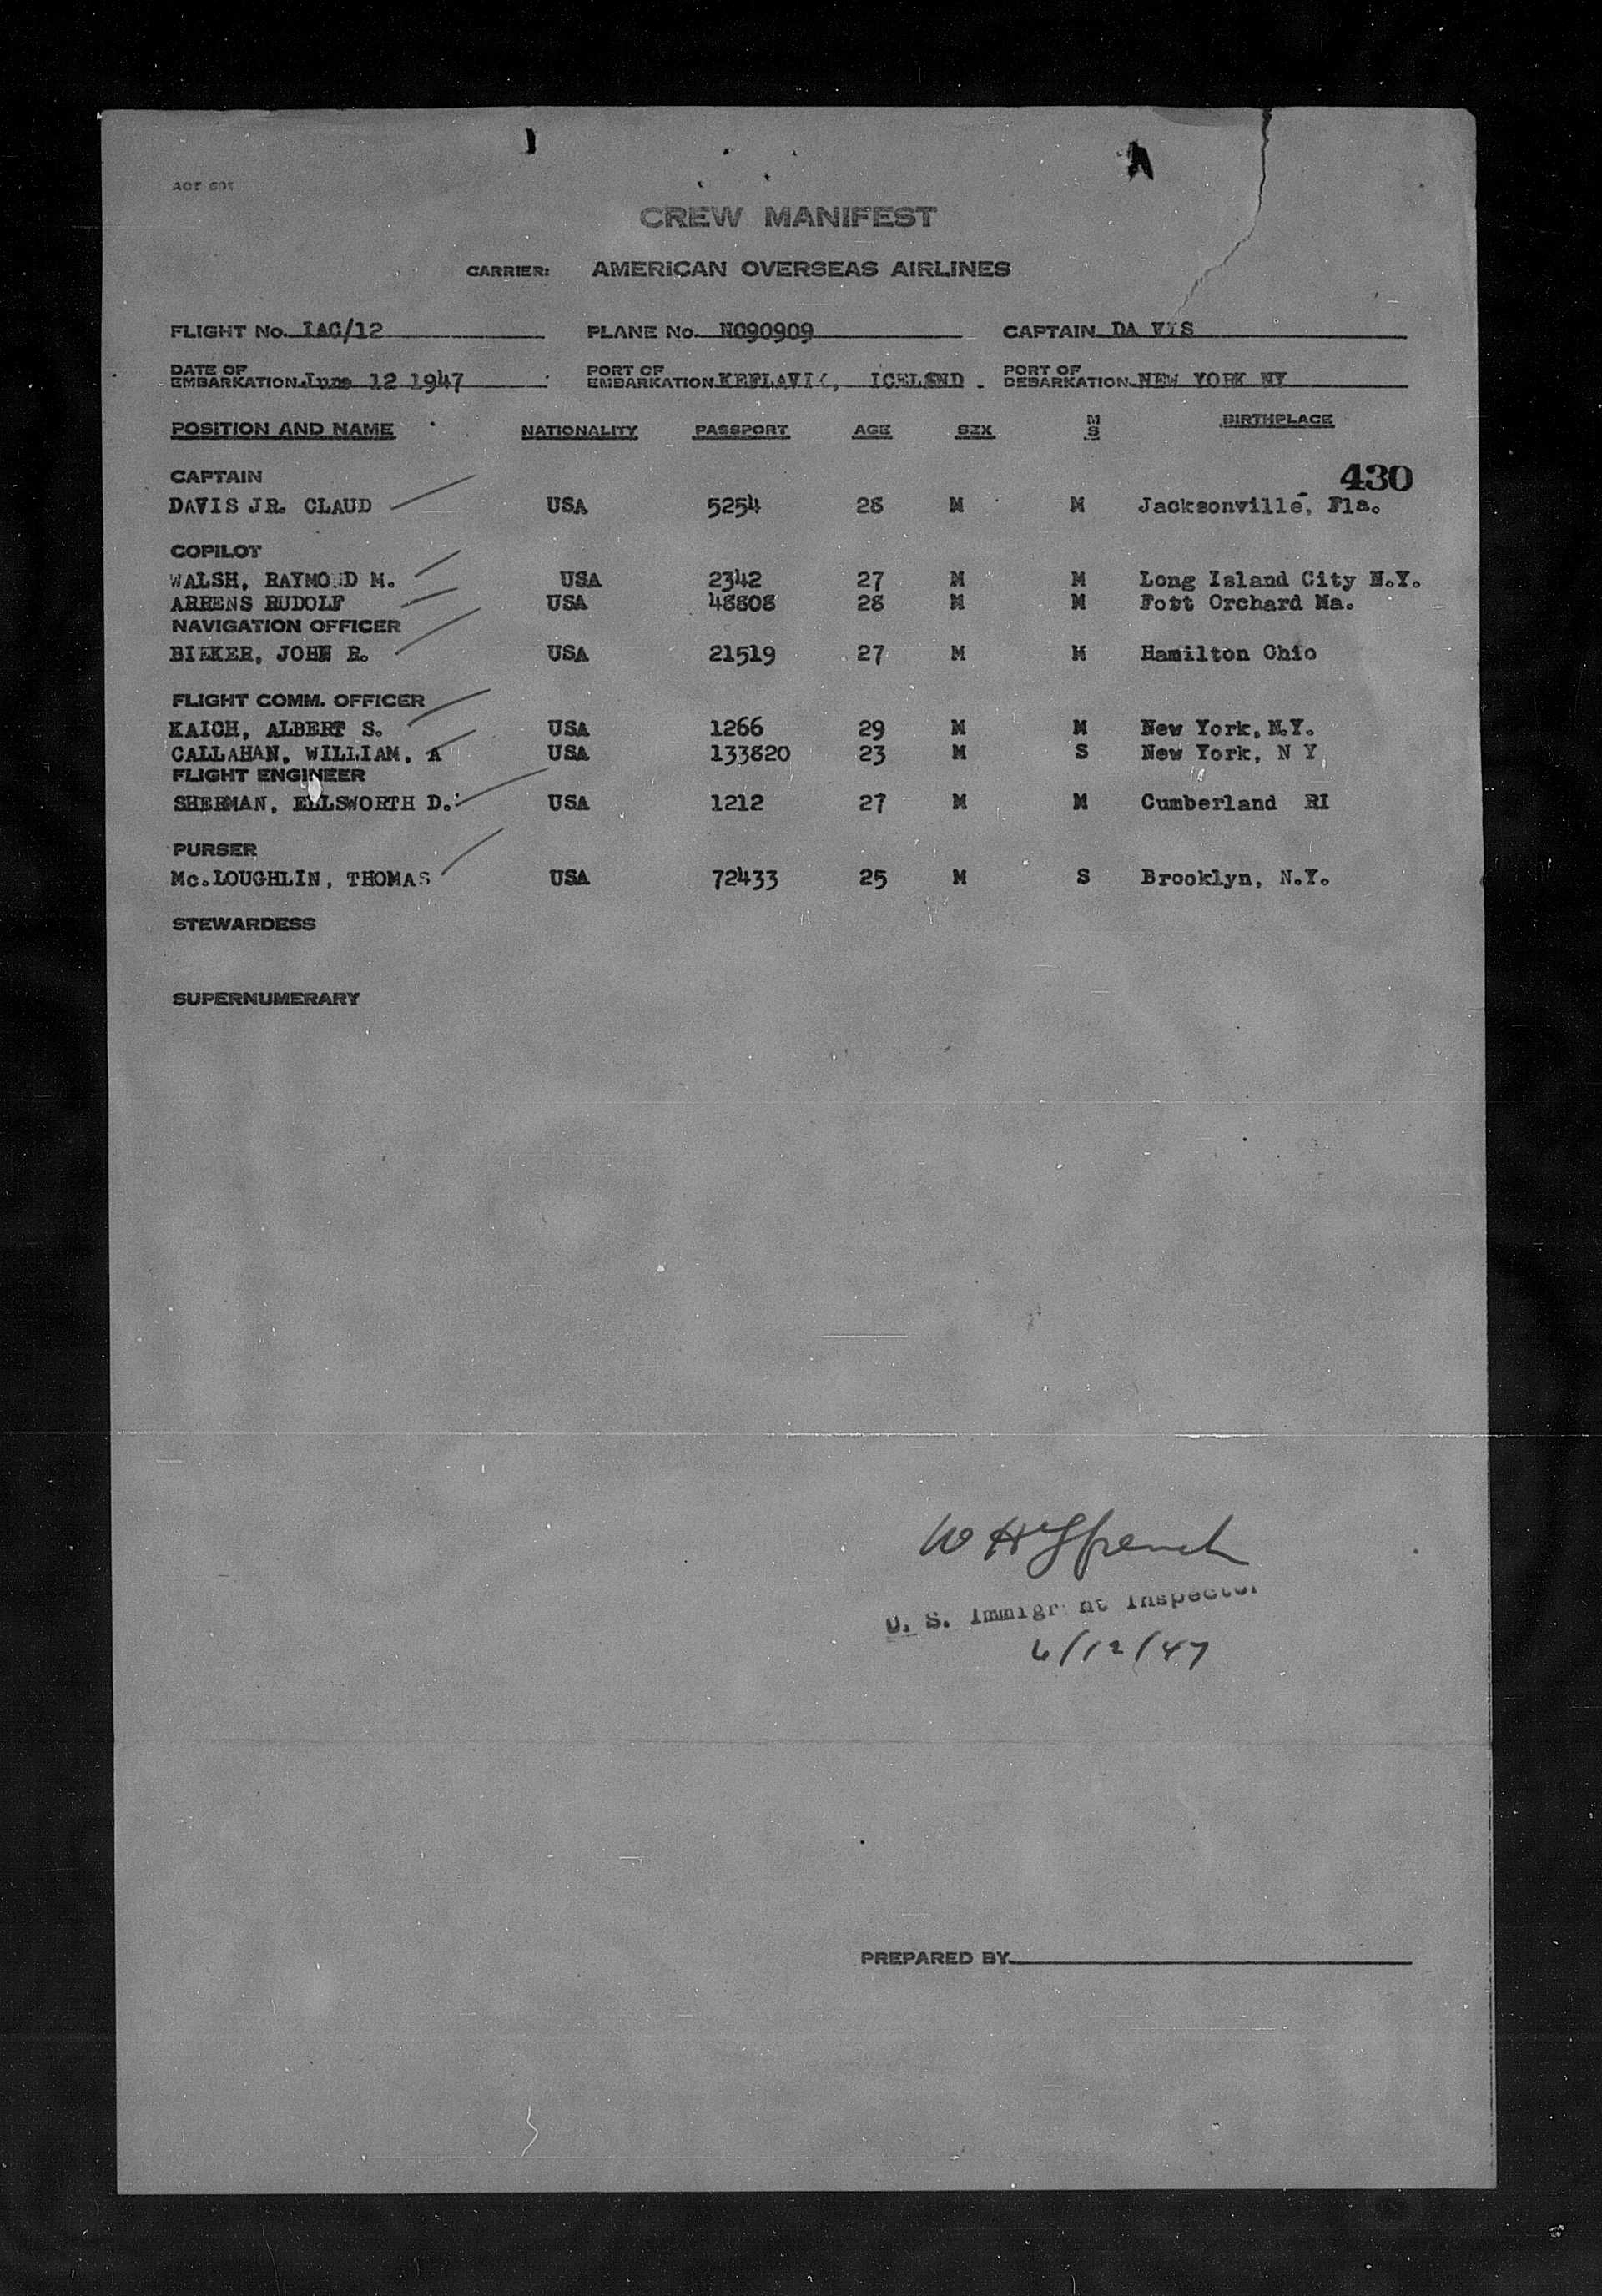 CREW MANIFEST
CARRIER: AMERICAN OVERSEAS AIRLINES
FLIGHT No. IAC/12 PLANE No. NC90909 CAPTAIN DA VIS
DATE OF EMBARKATION June 12 1947 PORT OF EMBARKATION KEFLAVIK, ICELSND. PORT OF DEBARKATION NEW YORK NY
POSITION AND NAME NATIONALITY PASSPORT AGE SEX M S BIRTHPLACE
430
CAPTAIN
DAVIS JR. CLAUD USA 5254 28 M M Jacksonville, Fla.
COPILOT
WALSH, RAYMOND M. USA 2342 27 M M Long Island City N.Y.
ARRENS RUDOLF USA 48808 28 M M Orchard
NAVIGATION OFFICER
BIEKER, JOHN R. USA 21519 27 M M Hamilton Ohio
FLIGHT COMM. OFFICER
KAICH, ALBERT S. USA 1266 29 M M New York, N.Y.
CALLAHAN, WILLIAM, A USA 133820 23 M S New York, N Y
FLIGHT ENGINEER
SHERMAN, ELLSWORTH D. USA 1212 27 M M Cumberland RI
PURSER
Mc.LOUGHLIN, THOMAS USA 72433 25 M S Brooklyn, N.Y.
STEWARDESS
SUPERNUMERARY
U. S. Immigrant Inspector
6/12/47
PREPARED BY